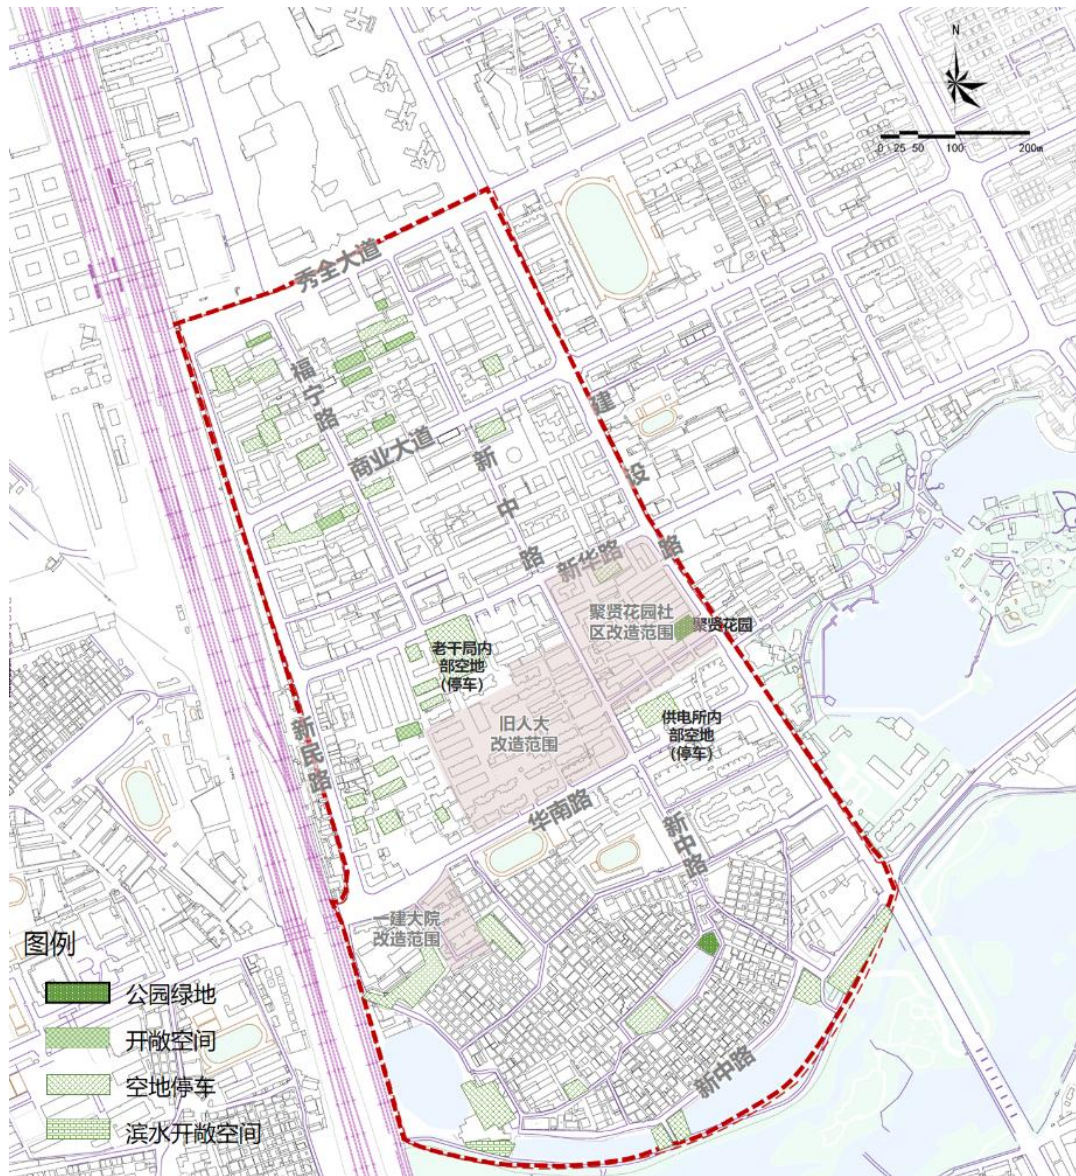 N
0 25 50 100 200m
秀全大道
福宁路
建设路
商业大道
新中路
新华路
聚贤花园社
区改造范围
聚贤花园
老干局内
部空地
(停车)
旧人大
改造范围
供电所内
部空地
(停车)
新民路
华南路
新中路
一建大院
改造范围
新中路
图例
公园绿地
开敞空间
空地停车
滨水开敞空间